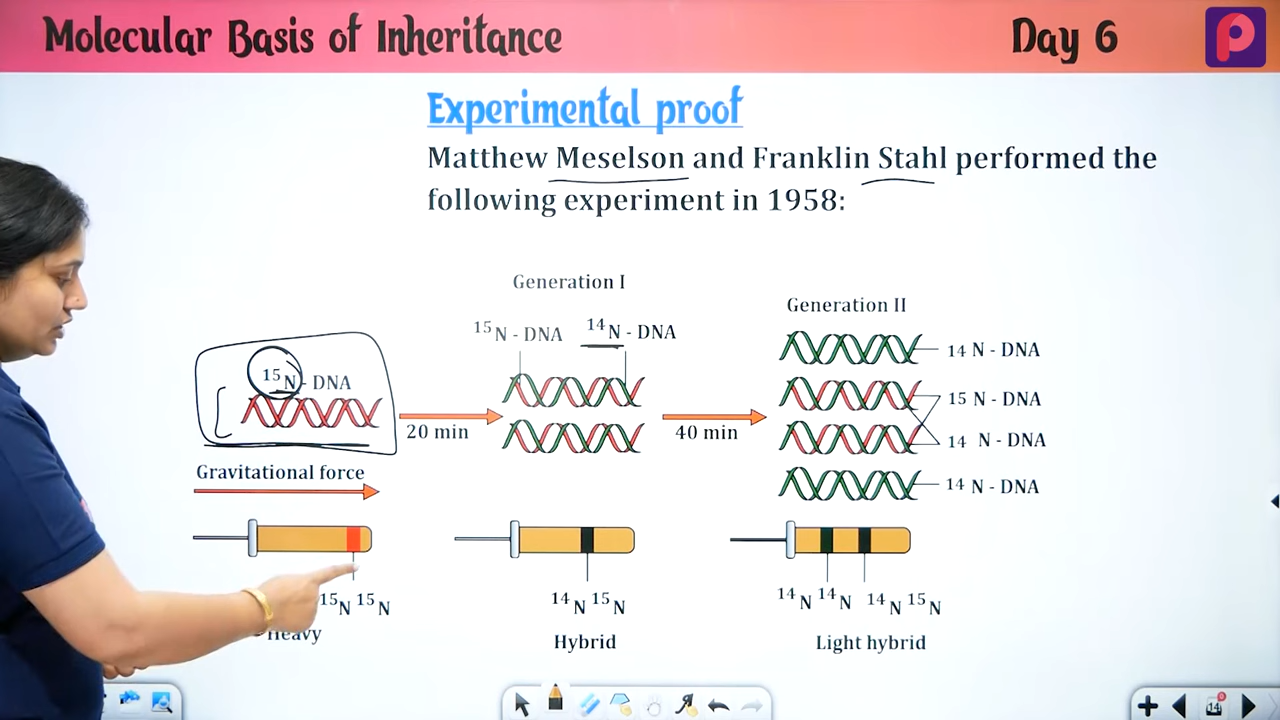 Molecular Basis of Inheritance
Day 6
Experimental proof
Matthew Meselson and Franklin Stahl performed the
following experiment in 1958:
Generation I
Generation II
15N - DNA 14N - DNA
15N - DNA
14 N - DNA
15 N - DNA
14 N - DNA
14 N - DNA
20 min
40 min
Gravitational force
15N 15N
14N 15N
14N 14N 14N 15N
Heavy
Hybrid
Light hybrid
14